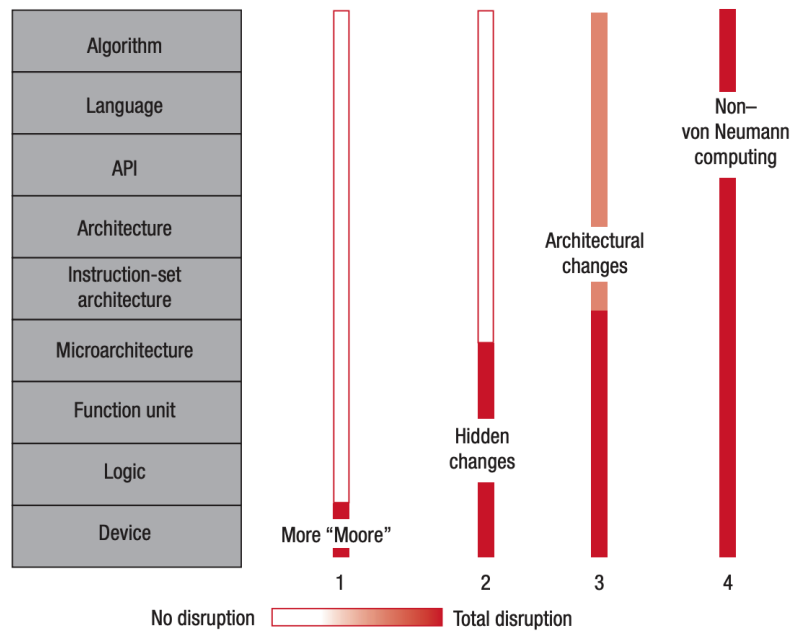 Algorithm
Language
API
Architecture
Instruction-set
architecture
Microarchitecture
Function unit
Logic
Device
More “Moore”
Hidden
changes
Architectural
changes
Non–
von Neumann
computing
1
2
3
4
No disruption
Total disruption